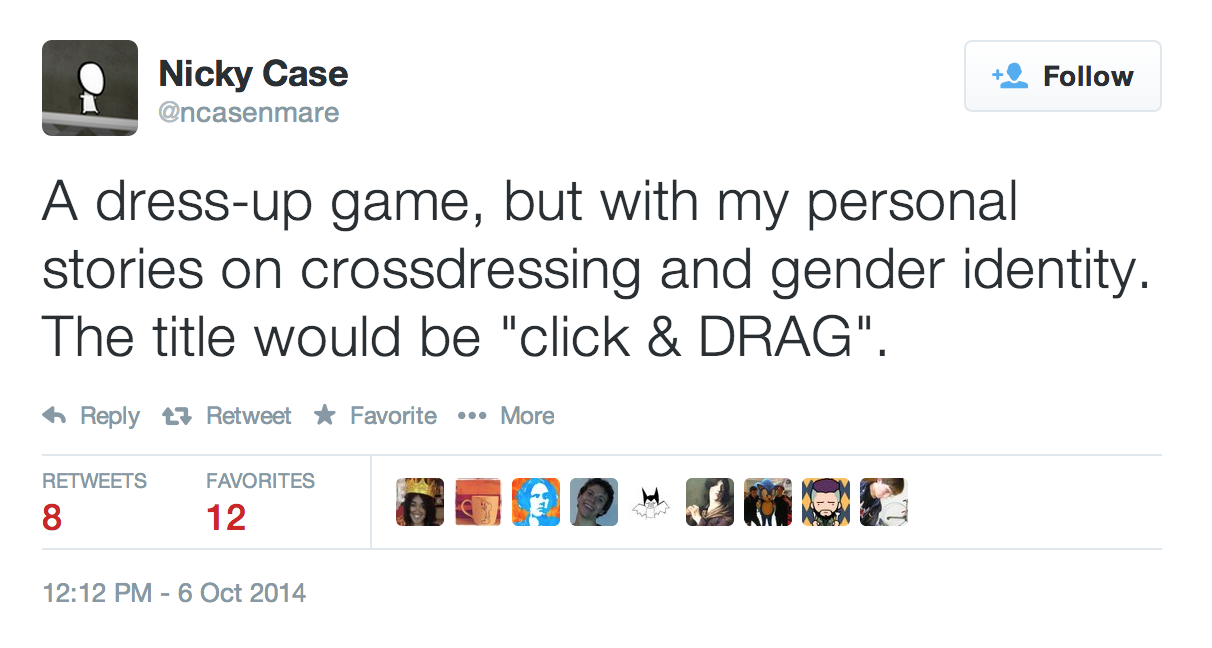 Nicky Case
@ncasenmare
Follow
A dress-up game, but with my personal
stories on crossdressing and gender identity.
The title would be "click & DRAG".
Reply Retweet Favorite ••• More
RETWEETS FAVORITES
8 12
12:12 PM - 6 Oct 2014